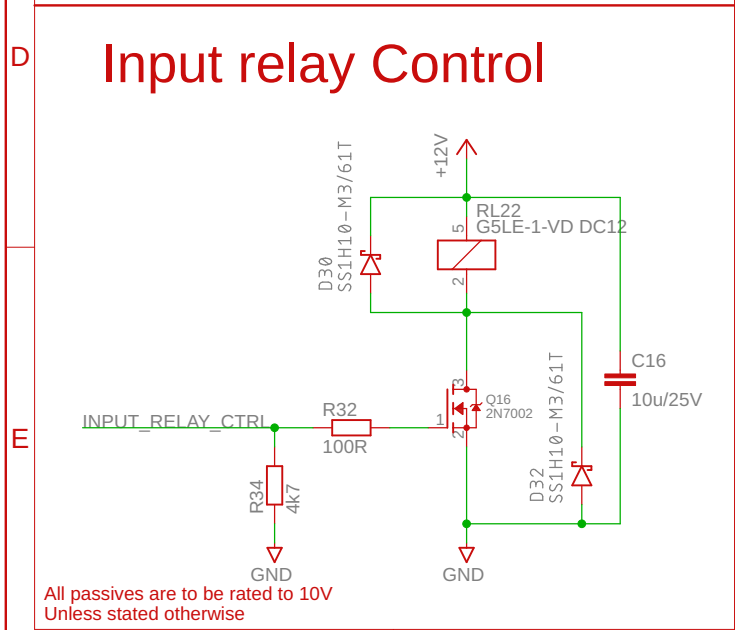 D
Input relay Control
+12V
D30
SS1H10-M3/61T
RL22
G5LE-1-VD DC12
5
2
C16
10u/25V
3
Q16
2N7002
1
2
INPUT_RELAY_CTRL
R32
100R
E
D32
SS1H10-M3/61T
R34
4k7
GND
GND
All passives are to be rated to 10V
Unless stated otherwise